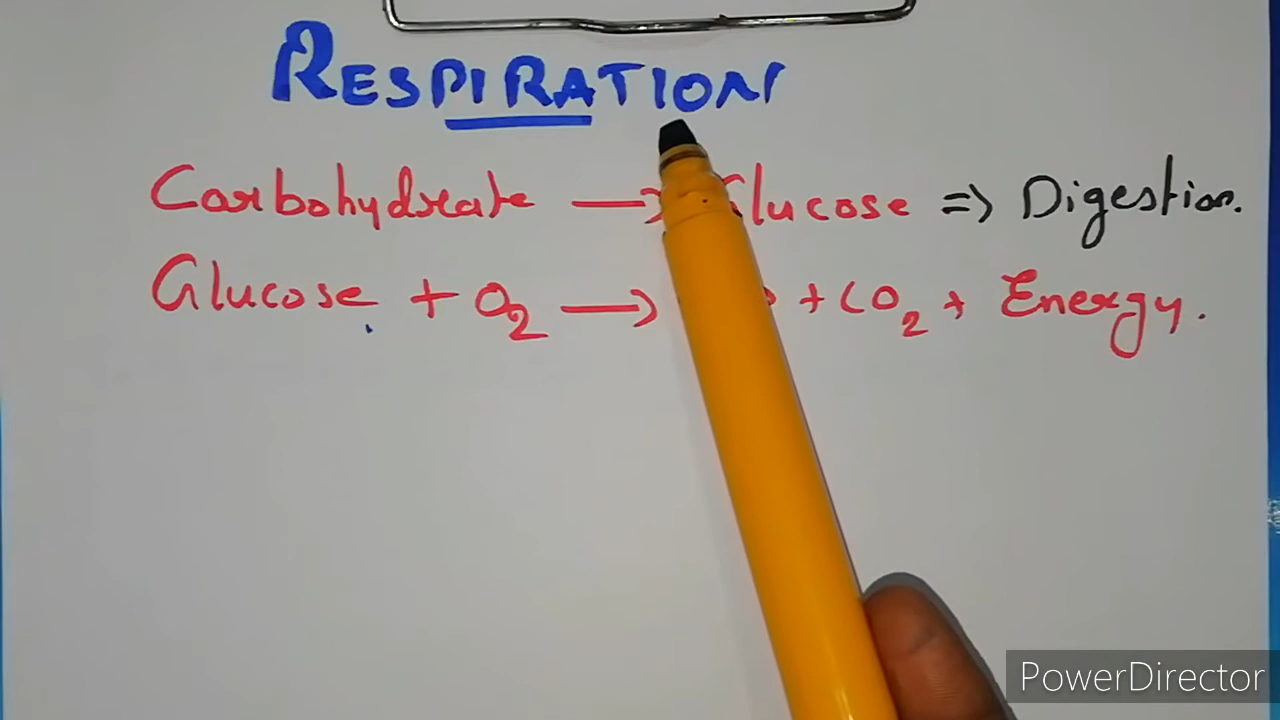 RESPIRATION
Carbohydrate → Glucose => Digestion.
Glucose + O2 → + CO2 + Energy.
PowerDirector